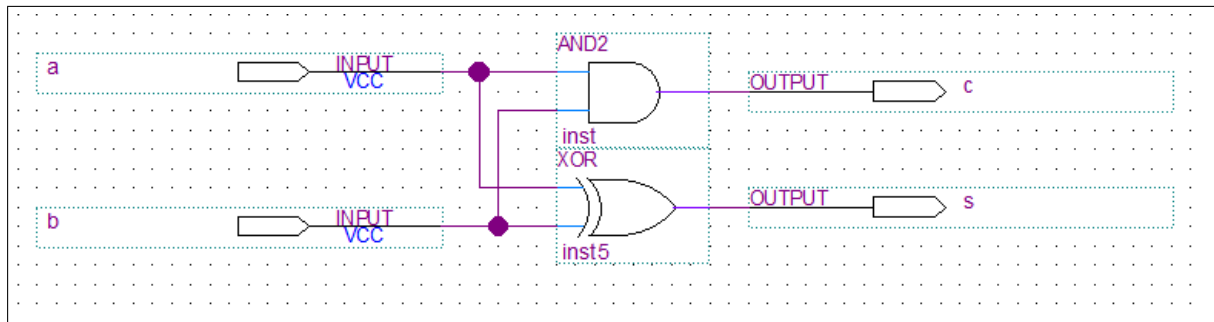 AND2
a INPUT VCC
OUTPUT c
inst
XOR
b INPUT VCC
OUTPUT s
inst5